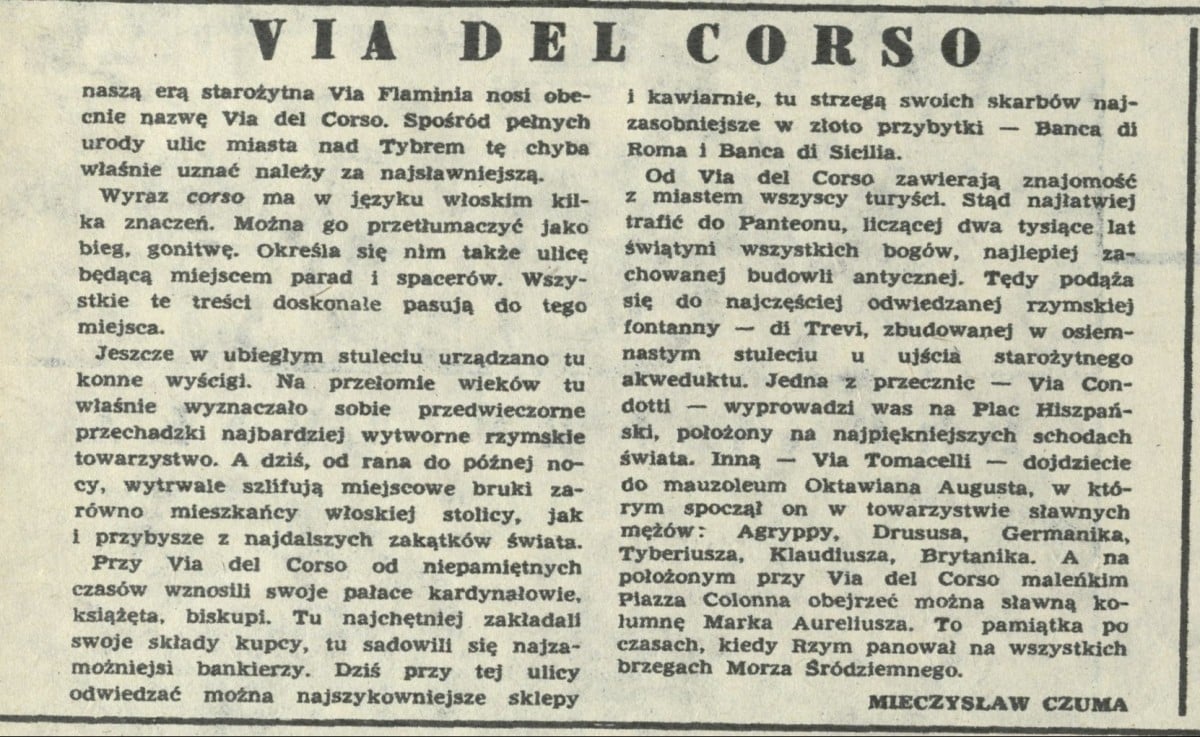 VIA DEL CORSO
naszą erą starożytna Via Flaminia nosi obe-
cnie nazwę Via del Corso. Spośród pełnych
urody ulic miasta nad Tybrem tę chyba
właśnie uznać należy za najsławniejszą.
Wyraz corso ma w języku włoskim kil-
ka znaczeń. Można go przetłumaczyć jako
bieg, gonitwę. Określa się nim także ulicę
będącą miejscem parad i spacerów. Wszy-
stkie te treści doskonale pasują do tego
miejsca.
Jeszcze w ubiegłym stuleciu urządzano tu
konne wyścigi. Na przełomie wieków tu
właśnie wyznaczało sobie przedwieczorne
przechadzki najbardziej wytworne rzymskie
towarzystwo. A dziś, od rana do późnej no-
cy, wytrwale szlifują miejscowe bruki za-
równo mieszkańcy włoskiej stolicy, jak
i przybysze z najdalszych zakątków świata.
Przy Via del Corso od niepamiętnych
czasów wznosili swoje pałace kardynałowie,
książęta, biskupi. Tu najchętniej zakładali
swoje składy kupcy, tu sadowili się najza-
możniejsi bankierzy. Dziś przy tej ulicy
odwiedzać można najszykowniejsze sklepy
i kawiarnie, tu strzegą swoich skarbów naj-
zasobniejsze w złoto przybytki — Banca di
Roma i Banca di Sicilia.
Od Via del Corso zawierają znajomość
z miastem wszyscy turyści. Stąd najłatwiej
trafić do Panteonu, liczącej dwa tysiące lat
świątyni wszystkich bogów, najlepiej za-
chowanej budowli antycznej. Tędy podąża
się do najczęściej odwiedzanej rzymskiej
fontanny — di Trevi, zbudowanej w osiem-
nastym stuleciu u ujścia starożytnego
akweduktu. Jedna z przecznic — Via Con-
dotti — wyprowadzi was na Plac Hiszpań-
ski, położony na najpiękniejszych schodach
świata. Inną — Via Tomacelli — dojdziecie
do mauzoleum Oktawiana Augusta, w któ-
rym spoczął on w towarzystwie sławnych
mężów: Agryppy, Drususa, Germanika,
Tyberiusza, Klaudiusza, Brytanika. A na
położonym przy Via del Corso maleńkim
Piazza Colonna obejrzeć można sławną ko-
lumnę Marka Aureliusza. To pamiątka po
czasach, kiedy Rzym panował na wszystkich
brzegach Morza Śródziemnego.
MIECZYSŁAW CZUMA